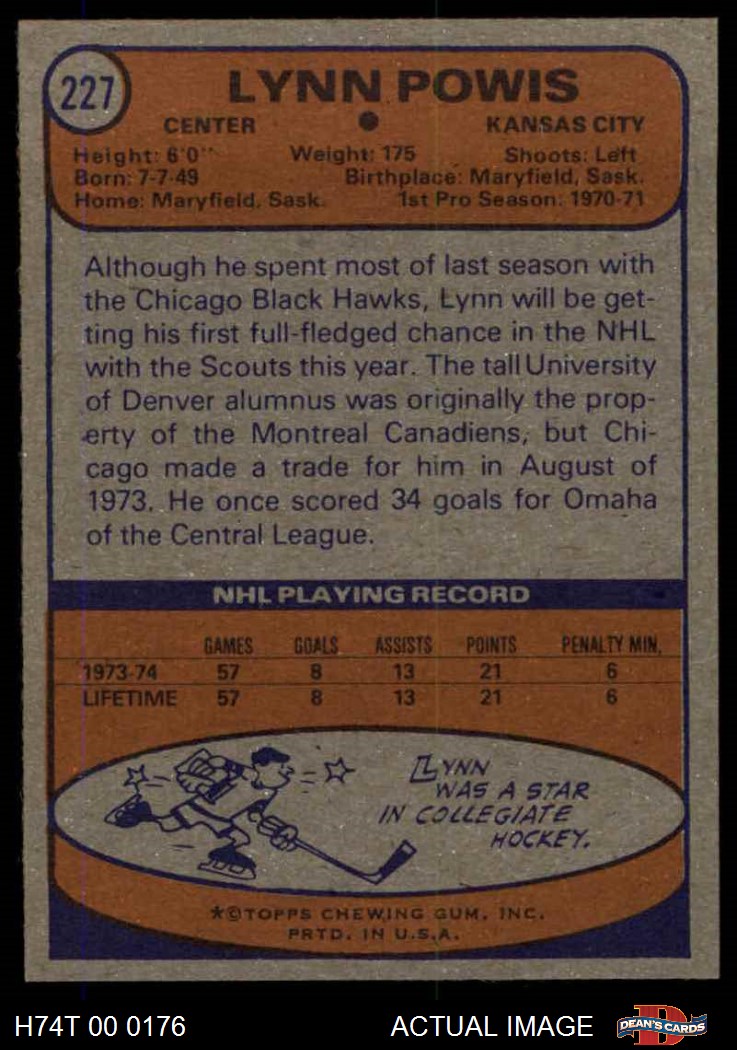 227
LYNN POWIS
CENTER KANSAS CITY
Height: 6'0" Weight: 175 Shoots: Left
Born: 7-7-49 Birthplace: Maryfield, Sask.
Home: Maryfield, Sask. 1st Pro Season: 1970-71
Although he spent most of last season with
the Chicago Black Hawks, Lynn will be get-
ting his first full-fledged chance in the NHL
with the Scouts this year. The tall University
of Denver alumnus was originally the prop-
erty of the Montreal Canadiens, but Chi-
cago made a trade for him in August of
1973. He once scored 34 goals for Omaha
of the Central League.
NHL PLAYING RECORD
GAMES GOALS ASSISTS POINTS PENALTY MIN.
1973-74 57 8 13 21 6
LIFETIME 57 8 13 21 6
LYNN
WAS A STAR
IN COLLEGIATE
HOCKEY.
*©TOPPS CHEWING GUM, INC.
PRTD. IN U.S.A.
H74T 00 0176 ACTUAL IMAGE D DEAN'S CARDS